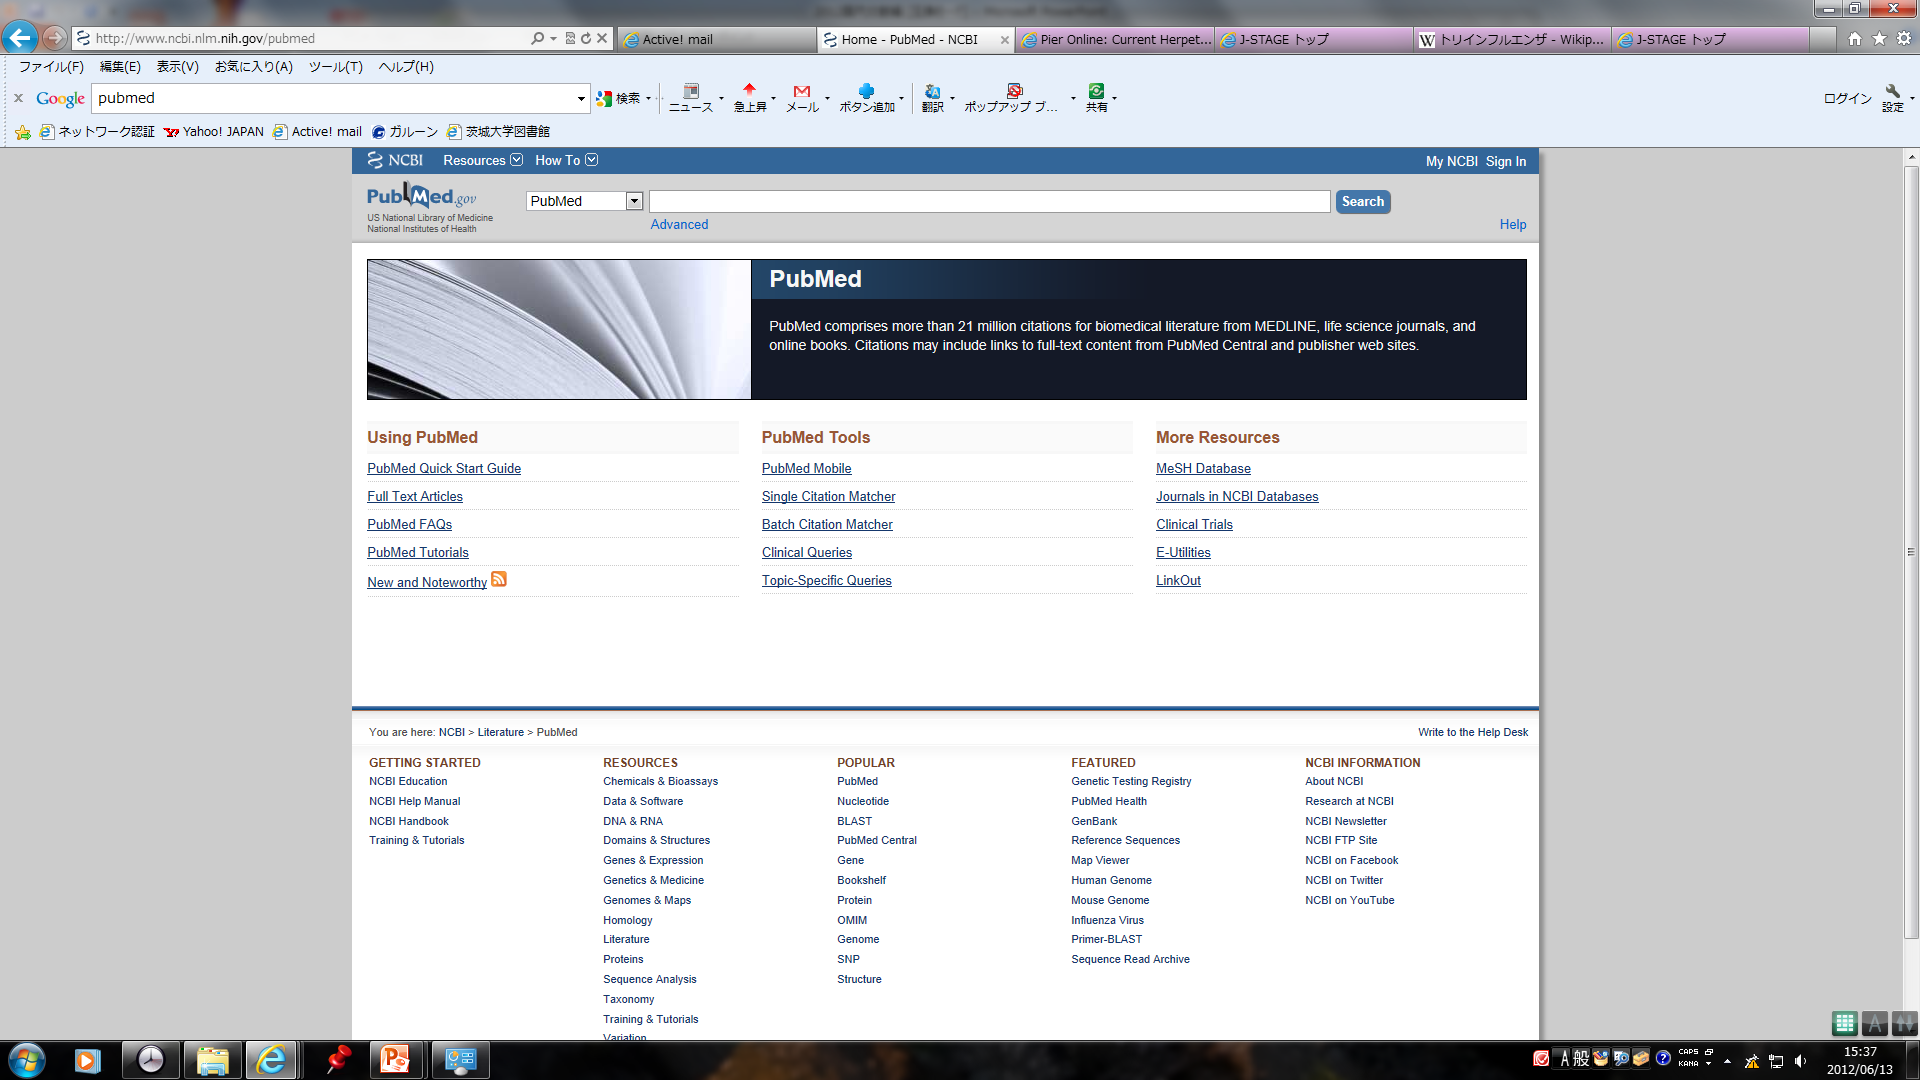 http://www.ncbi.nlm.nih.gov/pubmed
Active! mail
Home - PubMed - NCBI
Pier Online: Current Herpet...
J-STAGE トップ
トリインフルエンザ - Wikip...
J-STAGE トップ
ファイル(F) 編集(E) 表示(V) お気に入り(A) ツール(T) ヘルプ(H)
x Google pubmed 検索 ニュース 急上昇 メール ボタン追加 翻訳 ポップアップ ブ... 共有 ログイン 設定
ネットワーク認証 Yahoo! JAPAN Active! mail ガルーン 茨城大学図書館
NCBI Resources How To My NCBI Sign In
PubMed.gov
US National Library of Medicine
National Institutes of Health
PubMed
Search
Advanced
Help
PubMed
PubMed comprises more than 21 million citations for biomedical literature from MEDLINE, life science journals, and
online books. Citations may include links to full-text content from PubMed Central and publisher web sites.
Using PubMed
PubMed Quick Start Guide
Full Text Articles
PubMed FAQs
PubMed Tutorials
New and Noteworthy
PubMed Tools
PubMed Mobile
Single Citation Matcher
Batch Citation Matcher
Clinical Queries
Topic-Specific Queries
More Resources
MeSH Database
Journals in NCBI Databases
Clinical Trials
E-Utilities
LinkOut
You are here: NCBI > Literature > PubMed
Write to the Help Desk
GETTING STARTED
NCBI Education
NCBI Help Manual
NCBI Handbook
Training & Tutorials
RESOURCES
Chemicals & Bioassays
Data & Software
DNA & RNA
Domains & Structures
Genes & Expression
Genetics & Medicine
Genomes & Maps
Homology
Literature
Proteins
Sequence Analysis
Taxonomy
Training & Tutorials
Variation
POPULAR
PubMed
Nucleotide
BLAST
PubMed Central
Gene
Bookshelf
Protein
OMIM
Genome
SNP
Structure
FEATURED
Genetic Testing Registry
PubMed Health
GenBank
Reference Sequences
Map Viewer
Human Genome
Mouse Genome
Influenza Virus
Primer-BLAST
Sequence Read Archive
NCBI INFORMATION
About NCBI
Research at NCBI
NCBI Newsletter
NCBI FTP Site
NCBI on Facebook
NCBI on Twitter
NCBI on YouTube
A 般
CAPS
KANA
15:37
2012/06/13